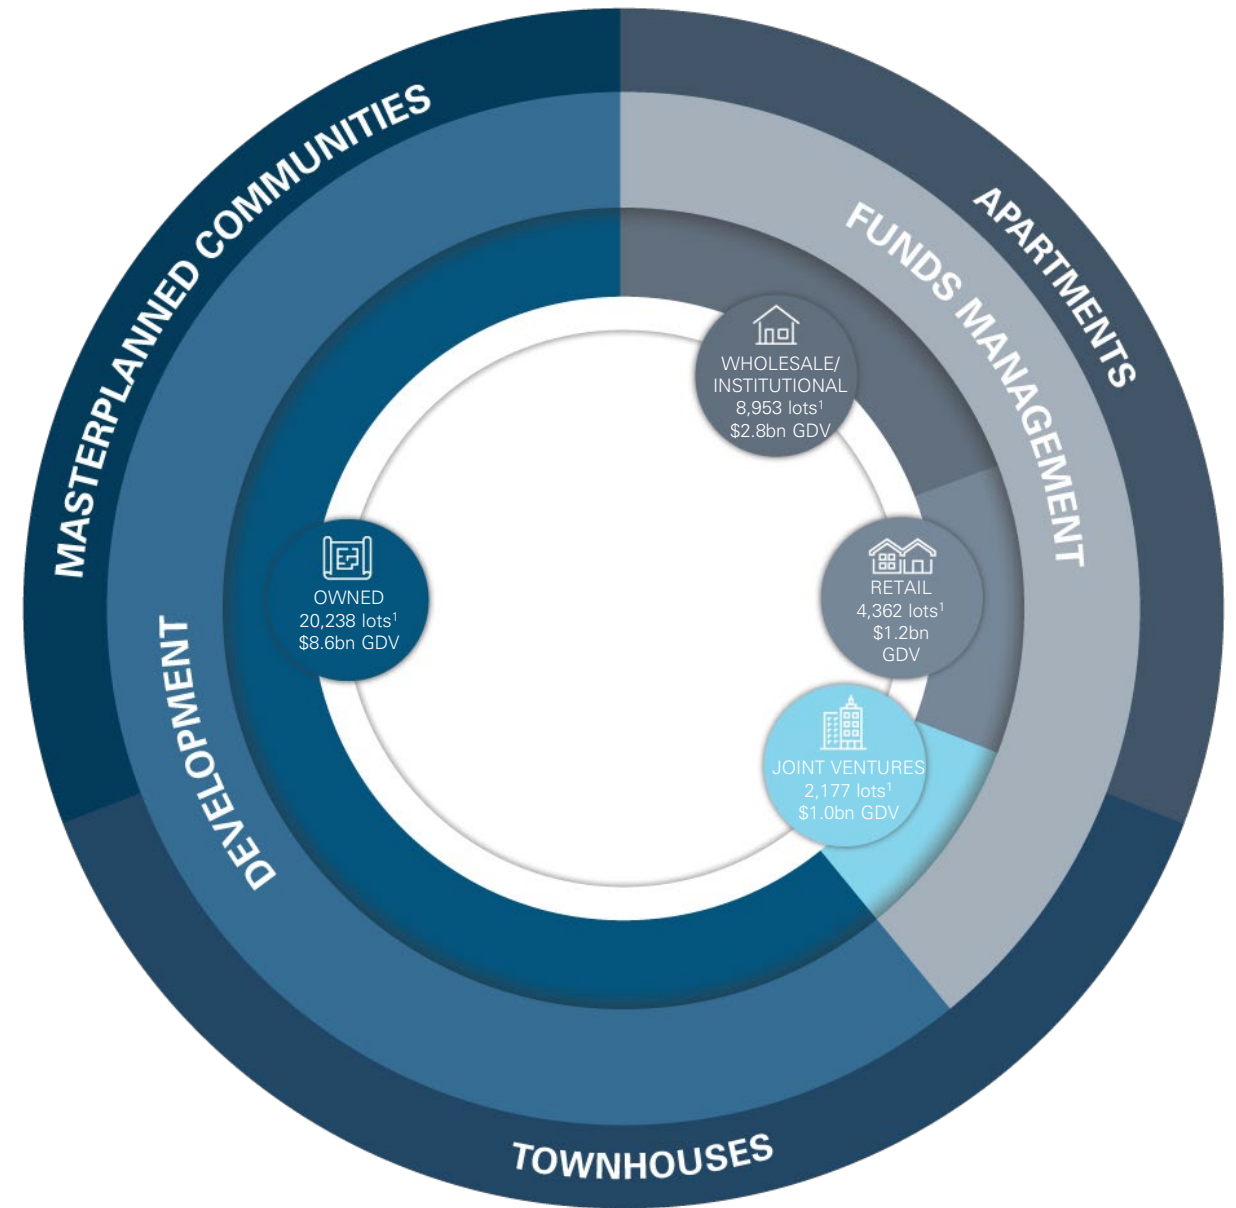 MASTERPLANNED COMMUNITIES
APARTMENTS
FUNDS MANAGEMENT
WHOLESALE/
INSTITUTIONAL
8,953 lots¹
$2.8bn GDV
OWNED
20,238 lots¹
$8.6bn GDV
RETAIL
4,362 lots¹
$1.2bn
GDV
JOINT VENTURES
2,177 lots¹
$1.0bn GDV
DEVELOPMENT
TOWNHOUSES